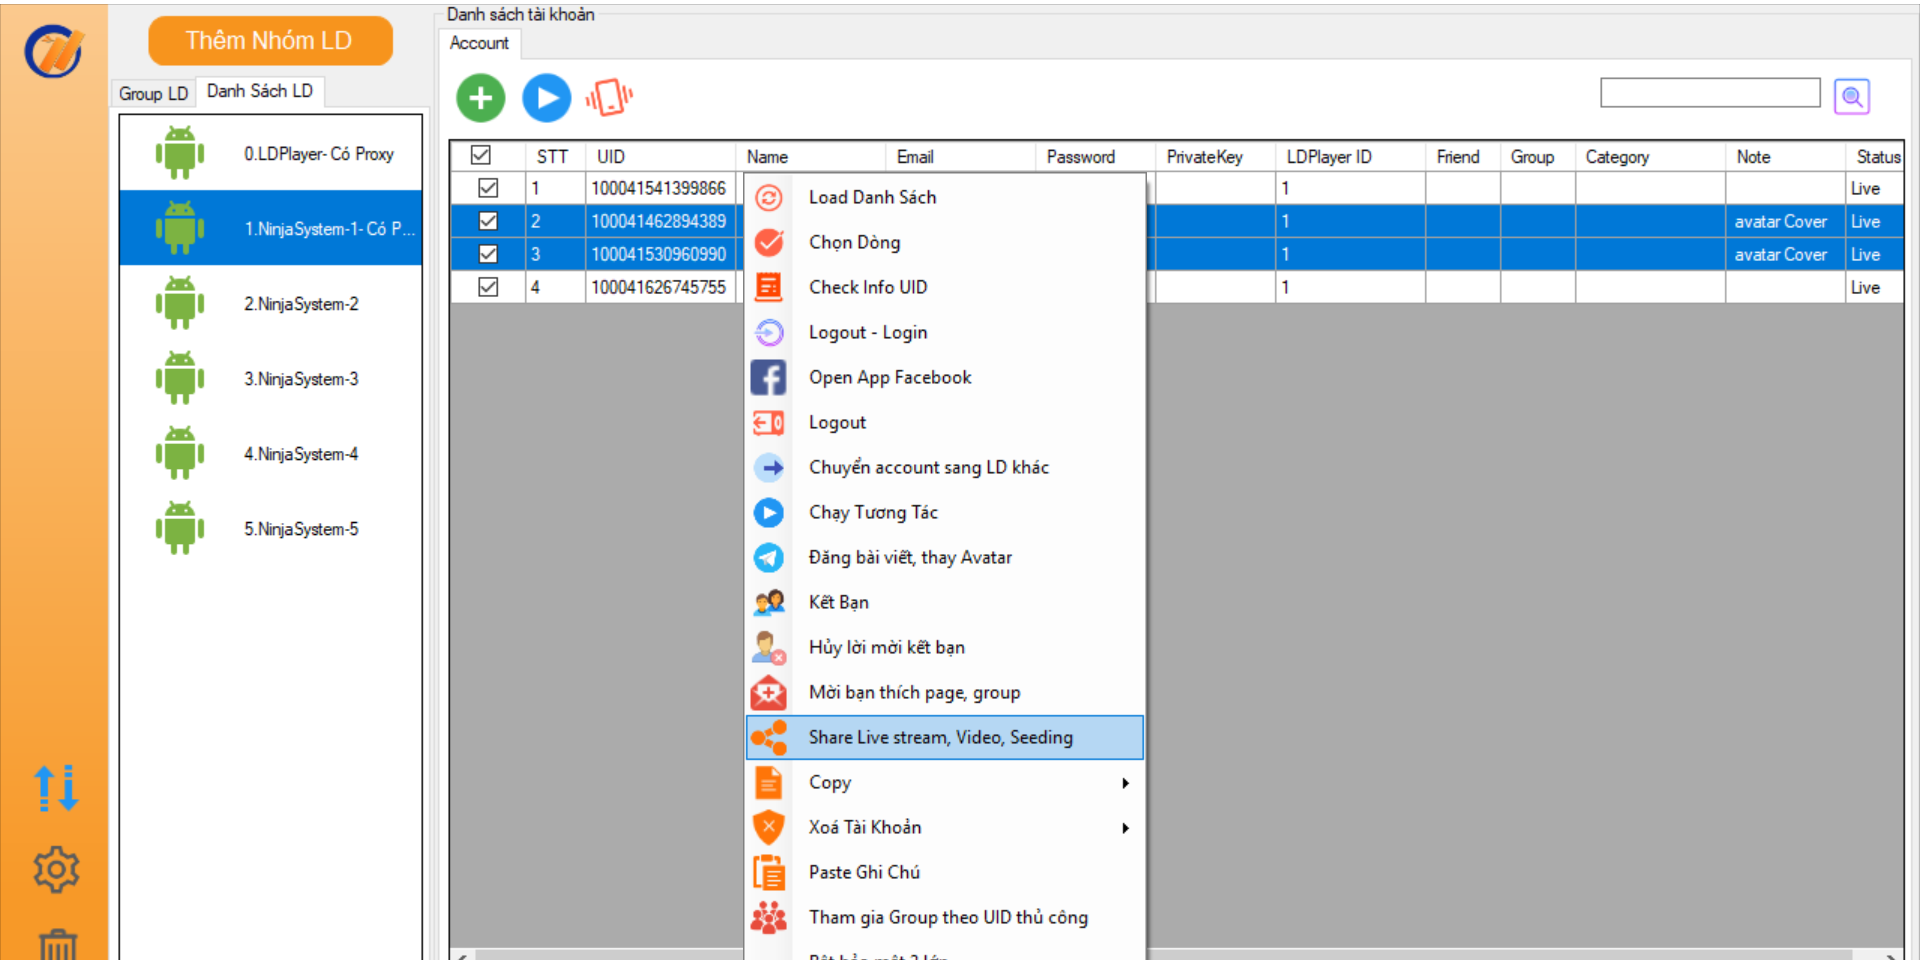 Danh sách tài khoản
Thêm Nhóm LD
Account
Group LD
Danh Sách LD
0.LDPlayer- Có Proxy
1.NinjaSystem-1- Có P...
2.NinjaSystem-2
3.NinjaSystem-3
4.NinjaSystem-4
5.NinjaSystem-5
STT UID Name Email Password PrivateKey LDPlayer ID Friend Group Category Note Status
1 100041541399866 1 Live
2 100041462894389 1 avatar Cover Live
3 100041530960990 1 avatar Cover Live
4 100041626745755 1 Live
Load Danh Sách
Chọn Dòng
Check Info UID
Logout - Login
Open App Facebook
Logout
Chuyển account sang LD khác
Chạy Tương Tác
Đăng bài viết, thay Avatar
Kết Bạn
Hủy lời mời kết bạn
Mời bạn thích page, group
Share Live stream, Video, Seeding
Copy
Xoá Tài Khoản
Paste Ghi Chú
Tham gia Group theo UID thủ công